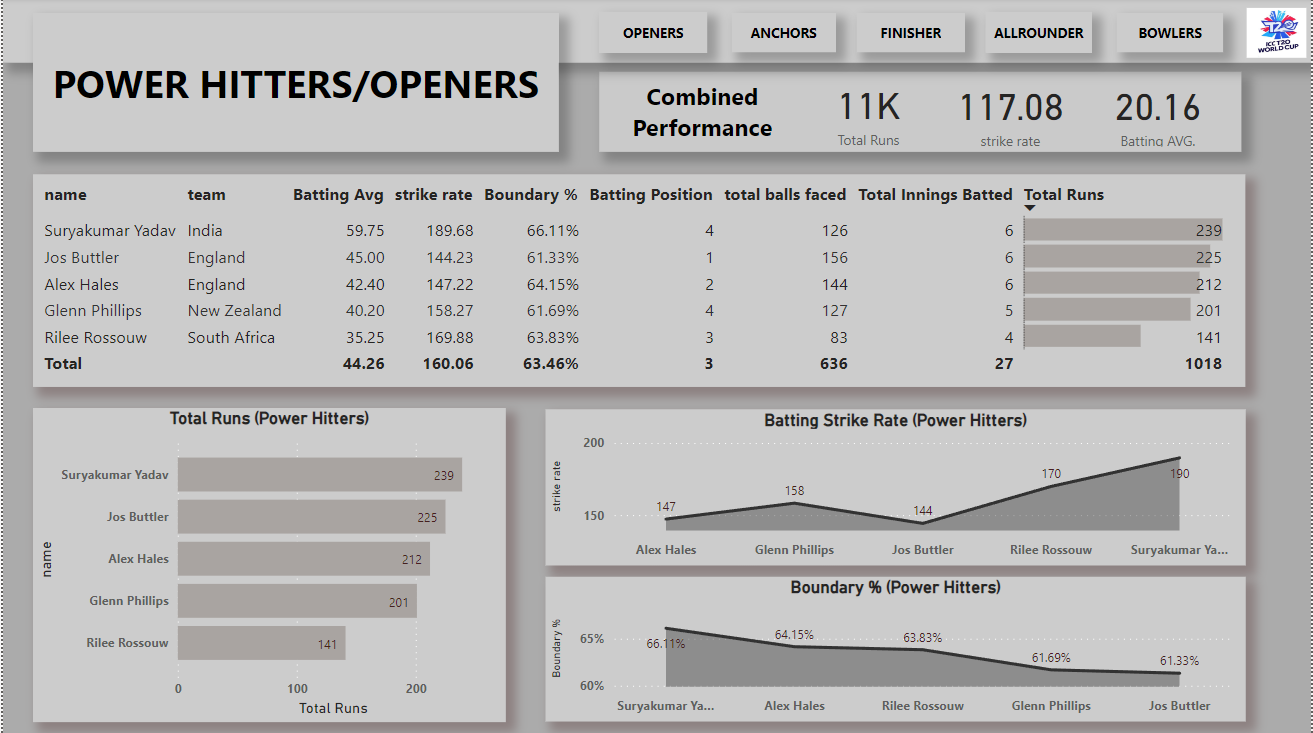 POWER HITTERS/OPENERS
OPENERS
ANCHORS
FINISHER
ALLROUNDER
BOWLERS
T20
ICC T20
WORLD CUP
Combined
Performance
11K
Total Runs
117.08
strike rate
20.16
Batting AVG.
name team Batting Avg strike rate Boundary % Batting Position total balls faced Total Innings Batted Total Runs
Suryakumar Yadav India 59.75 189.68 66.11% 4 126 6 239
Jos Buttler England 45.00 144.23 61.33% 1 156 6 225
Alex Hales England 42.40 147.22 64.15% 2 144 6 212
Glenn Phillips New Zealand 40.20 158.27 61.69% 4 127 5 201
Rilee Rossouw South Africa 35.25 169.88 63.83% 3 83 4 141
Total 44.26 160.06 63.46% 3 636 27 1018
Total Runs (Power Hitters)
name
Suryakumar Yadav 239
Jos Buttler 225
Alex Hales 212
Glenn Phillips 201
Rilee Rossouw 141
0 100 200
Total Runs
Batting Strike Rate (Power Hitters)
strike rate
200
150
147 158 144 170 190
Alex Hales Glenn Phillips Jos Buttler Rilee Rossouw Suryakumar Ya...
Boundary % (Power Hitters)
Boundary %
65%
60%
66.11% 64.15% 63.83% 61.69% 61.33%
Suryakumar Ya... Alex Hales Rilee Rossouw Glenn Phillips Jos Buttler